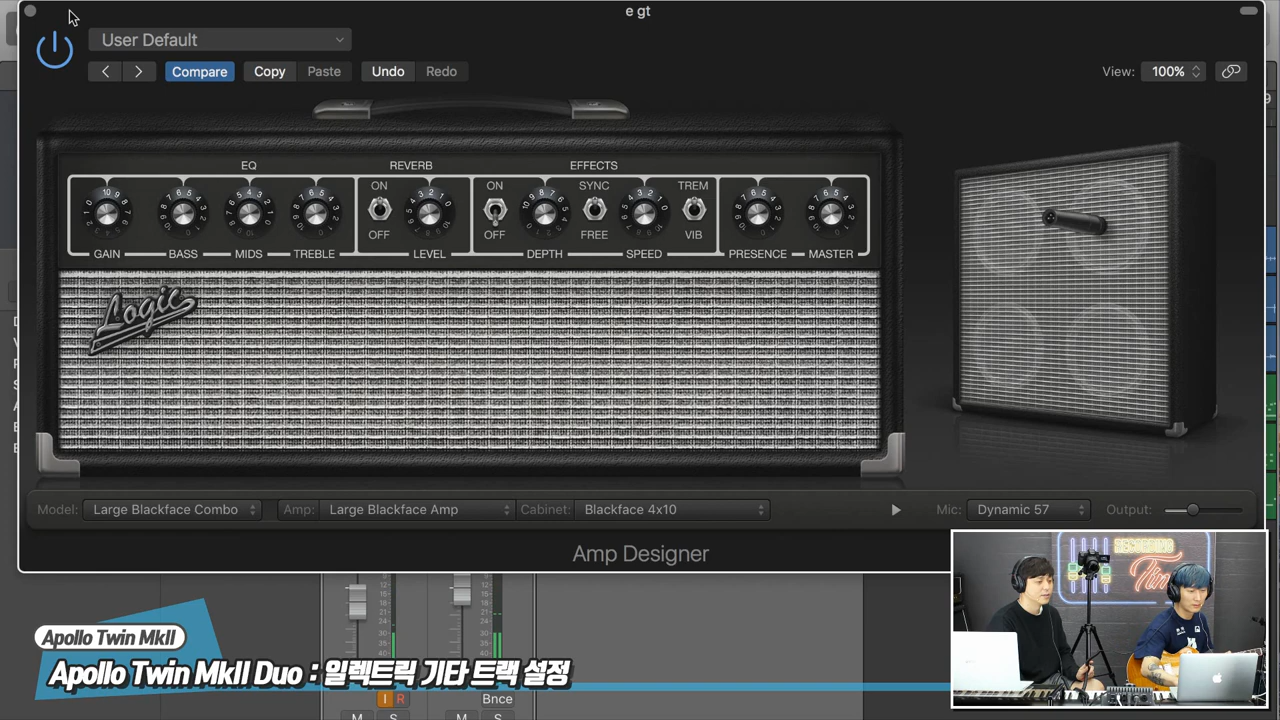 e gt
User Default
Compare Copy Paste Undo Redo View: 100%
EQ REVERB EFFECTS
ON ON SYNC TREM
OFF OFF FREE VIB
GAIN BASS MIDS TREBLE LEVEL DEPTH SPEED PRESENCE MASTER
Logic
Model: Large Blackface Combo Amp: Large Blackface Amp Cabinet: Blackface 4x10 Mic: Dynamic 57 Output:
Amp Designer
RECORDING
Apollo Twin MkII
Apollo Twin MkII Duo : 일렉트릭 기타 트랙 설정
I R Bnce
M S M S